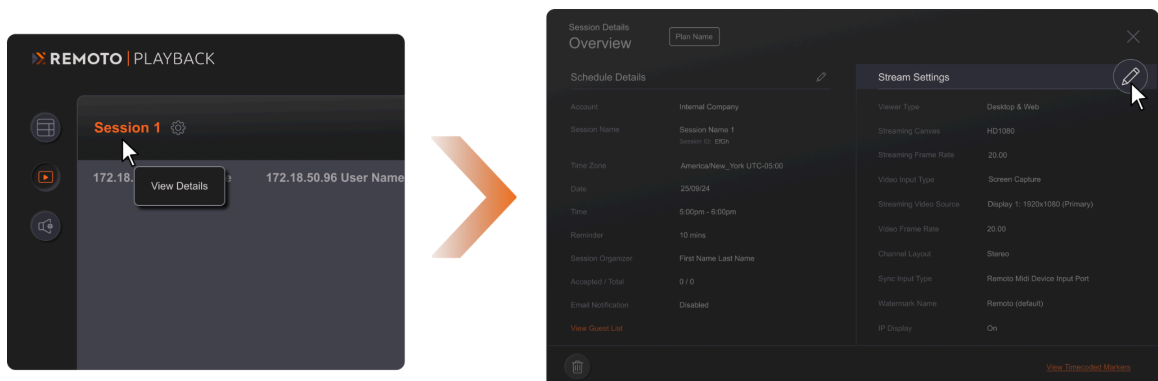 REMOTO | PLAYBACK
Session 1
172.18.
172.18.50.96 User Name
View Details
Session Details
Overview
Plan Name
Schedule Details
Account Internal Company
Session Name Session Name 1
Session ID: EfGh
Time Zone America/New_York UTC-05:00
Date 25/09/24
Time 5:00pm - 6:00pm
Reminder 10 mins
Session Organizer First Name Last Name
Accepted / Total 0 / 0
Email Notification Disabled
View Guest List
Stream Settings
Viewer Type Desktop & Web
Streaming Canvas HD1080
Streaming Frame Rate 20.00
Video Input Type Screen Capture
Streaming Video Source Display 1: 1920x1080 (Primary)
Video Frame Rate 20.00
Channel Layout Stereo
Sync Input Type Remoto Midi Device Input Port
Watermark Name Remoto (default)
IP Display On
View Timecoded Markers